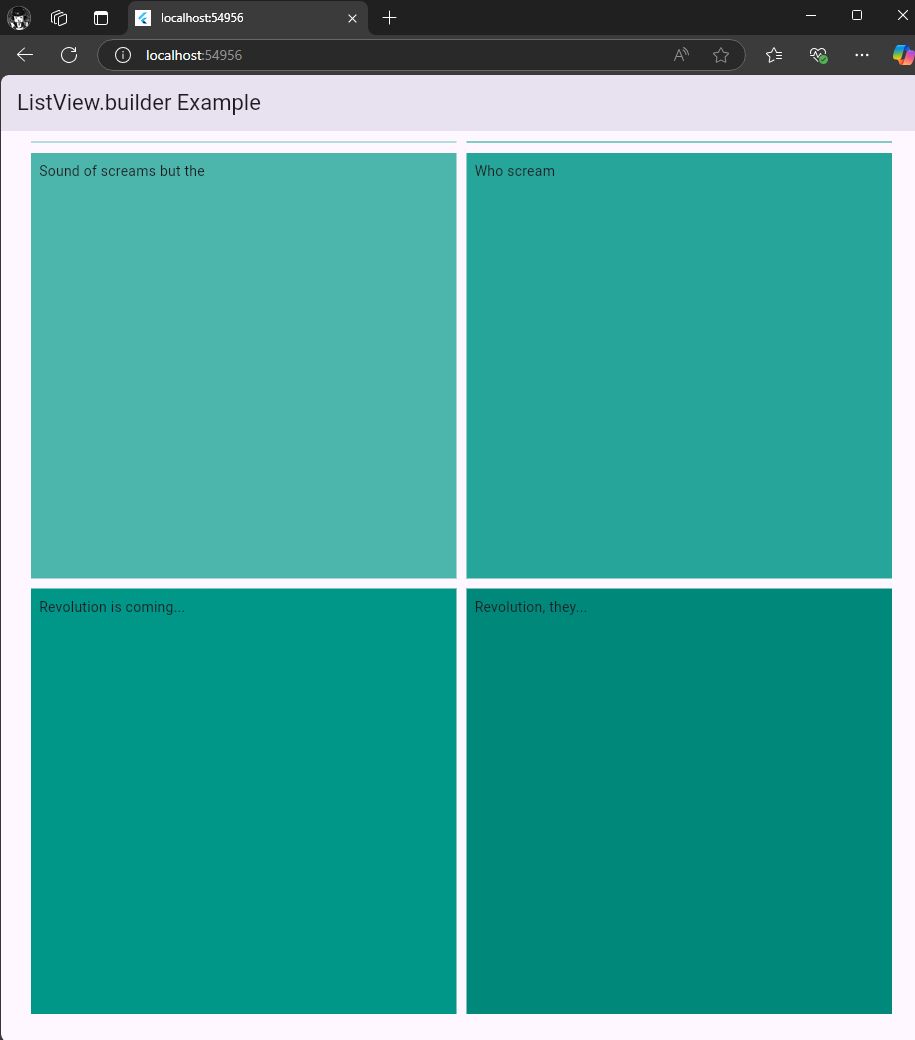 localhost:54956
localhost:54956
ListView.builder Example
Sound of screams but the
Who scream
Revolution is coming...
Revolution, they...